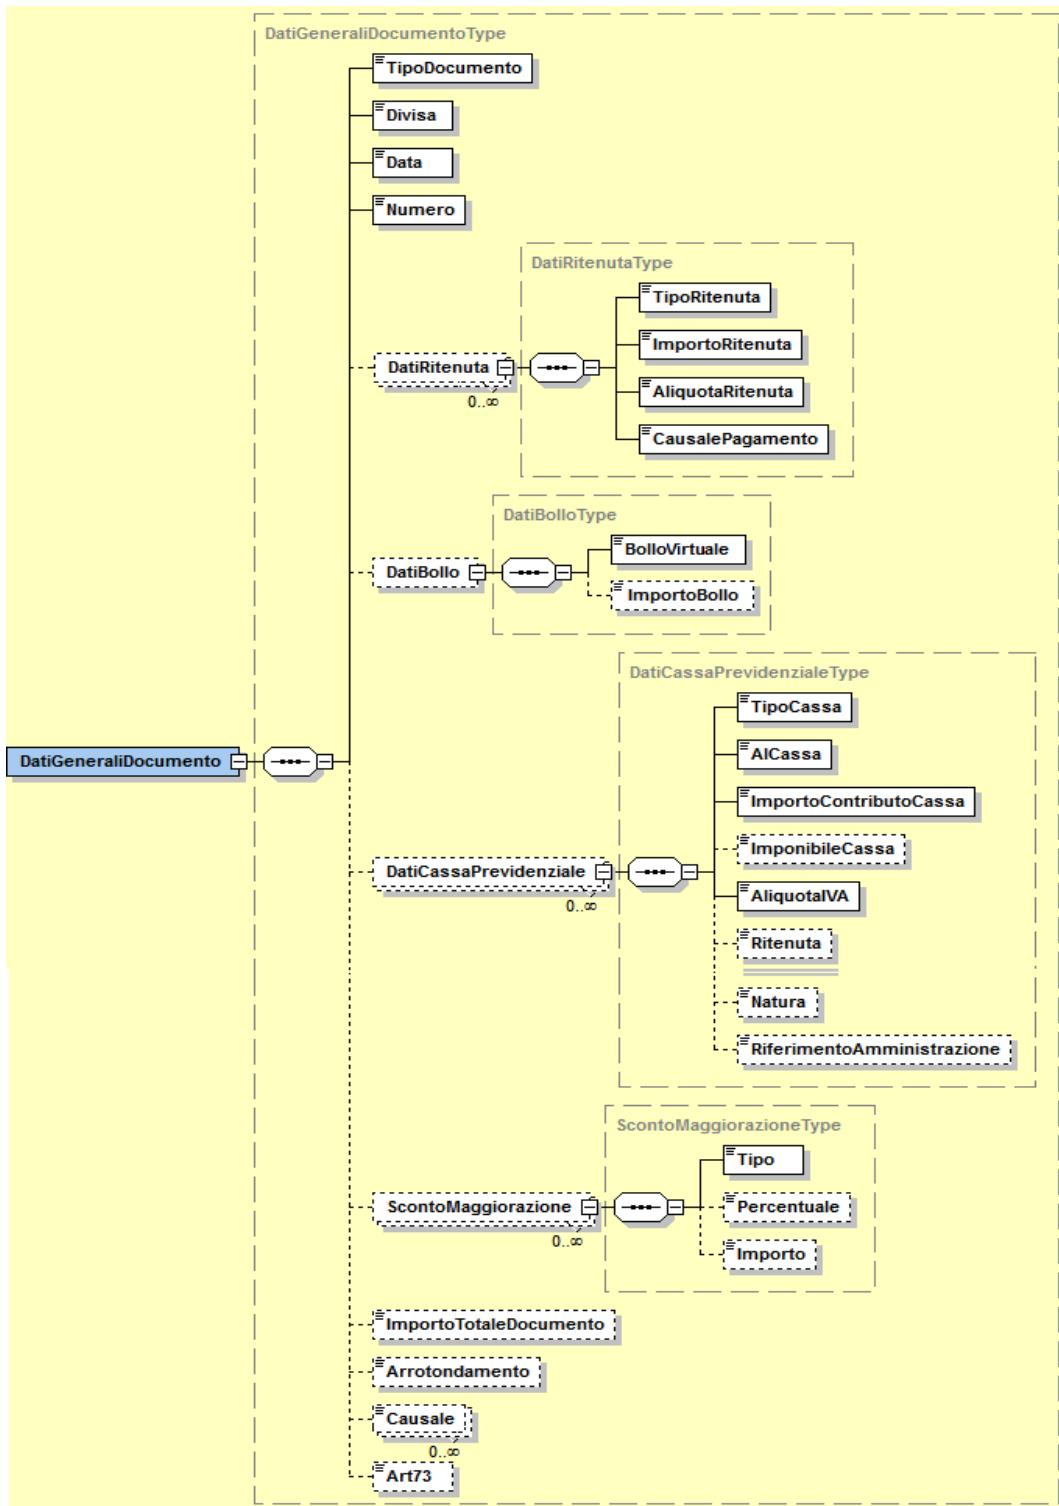 DatiGeneraliDocumentoType
TipoDocumento
Divisa
Data
Numero
DatiRitenutaType
TipoRitenuta
ImportoRitenuta
DatiRitenuta
0..∞
AliquotaRitenuta
CausalePagamento
DatiBolloType
BolloVirtuale
DatiBollo
ImportoBollo
DatiCassaPrevidenzialeType
TipoCassa
DatiGeneraliDocumento
AlCassa
ImportoContributoCassa
ImponibileCassa
DatiCassaPrevidenziale
0..∞
AliquotaIVA
Ritenuta
Natura
RiferimentoAmministrazione
ScontoMaggiorazioneType
Tipo
ScontoMaggiorazione
0..∞
Percentuale
Importo
ImportoTotaleDocumento
Arrotondamento
Causale
0..∞
Art73